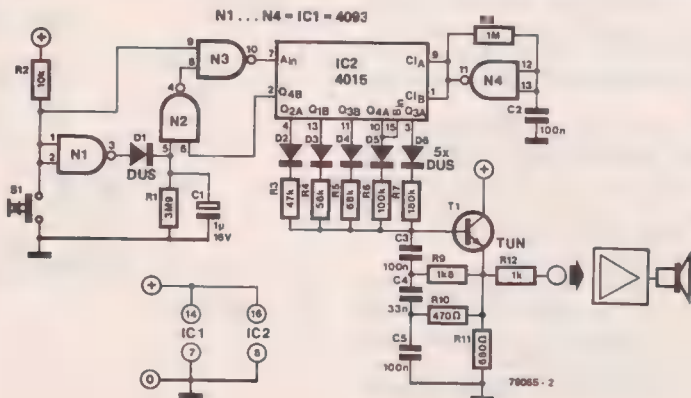 N1 ... N4 = IC1 = 4093
R2
10k
S1
1
2
N1
3
D1
DUS
R1
3M9
C1
1µ
16V
4
N2
5
6
9
8
N3
10
7
A in
2
Q4B
IC2
4015
ClA
9
ClB
1
Q2A
Q1B
Q3B
Q4A
B in
Q3A
4
13
11
10
15
3
D2
D3
D4
D5
D6
5x
DUS
R3
47k
R4
56k
R5
68k
R6
100k
R7
180k
1M
11
N4
12
13
C2
100n
T1
TUN
C3
100n
C4
33n
C5
100n
R9
1k8
R10
470Ω
R11
680Ω
R12
1k
14
IC1
7
16
IC2
8
0
79065 - 2